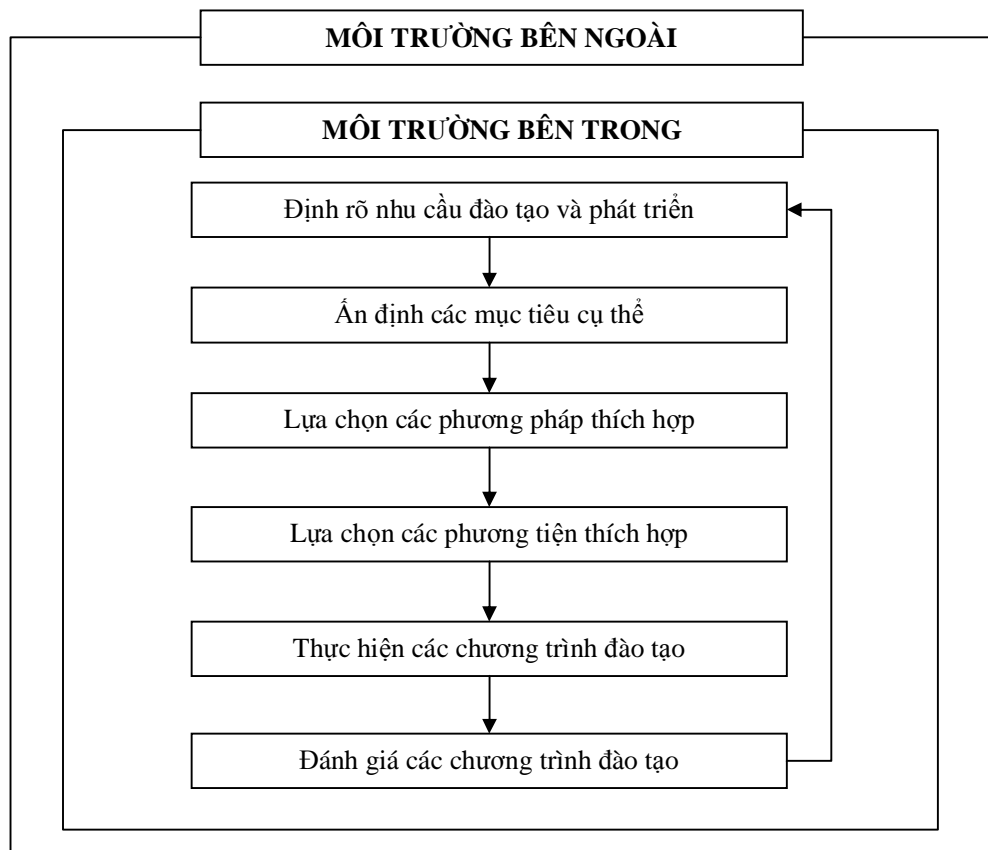 MÔI TRƯỜNG BÊN NGOÀI
MÔI TRƯỜNG BÊN TRONG
Định rõ nhu cầu đào tạo và phát triển
Ấn định các mục tiêu cụ thể
Lựa chọn các phương pháp thích hợp
Lựa chọn các phương tiện thích hợp
Thực hiện các chương trình đào tạo
Đánh giá các chương trình đào tạo